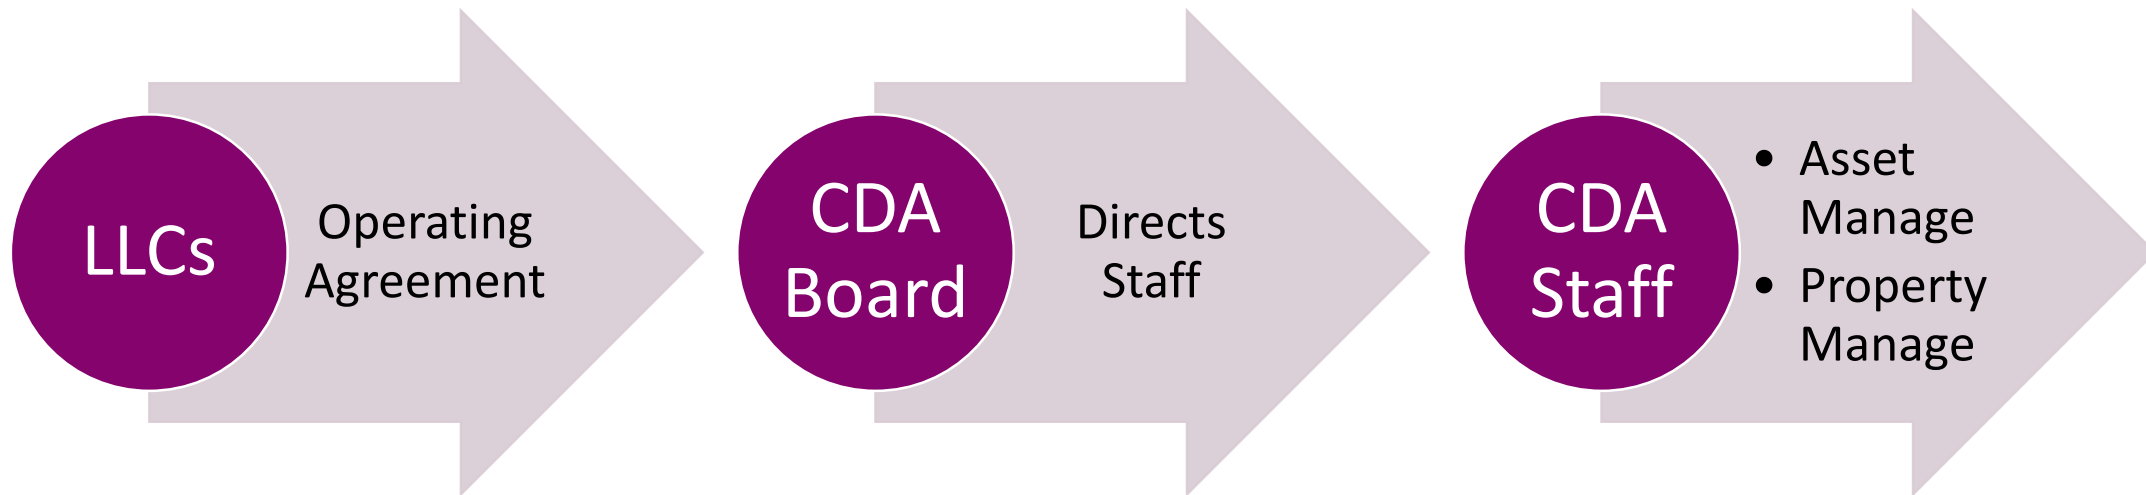 LLCs
Operating
Agreement
CDA
Board
Directs
Staff
CDA
Staff
• Asset
Manage
• Property
Manage